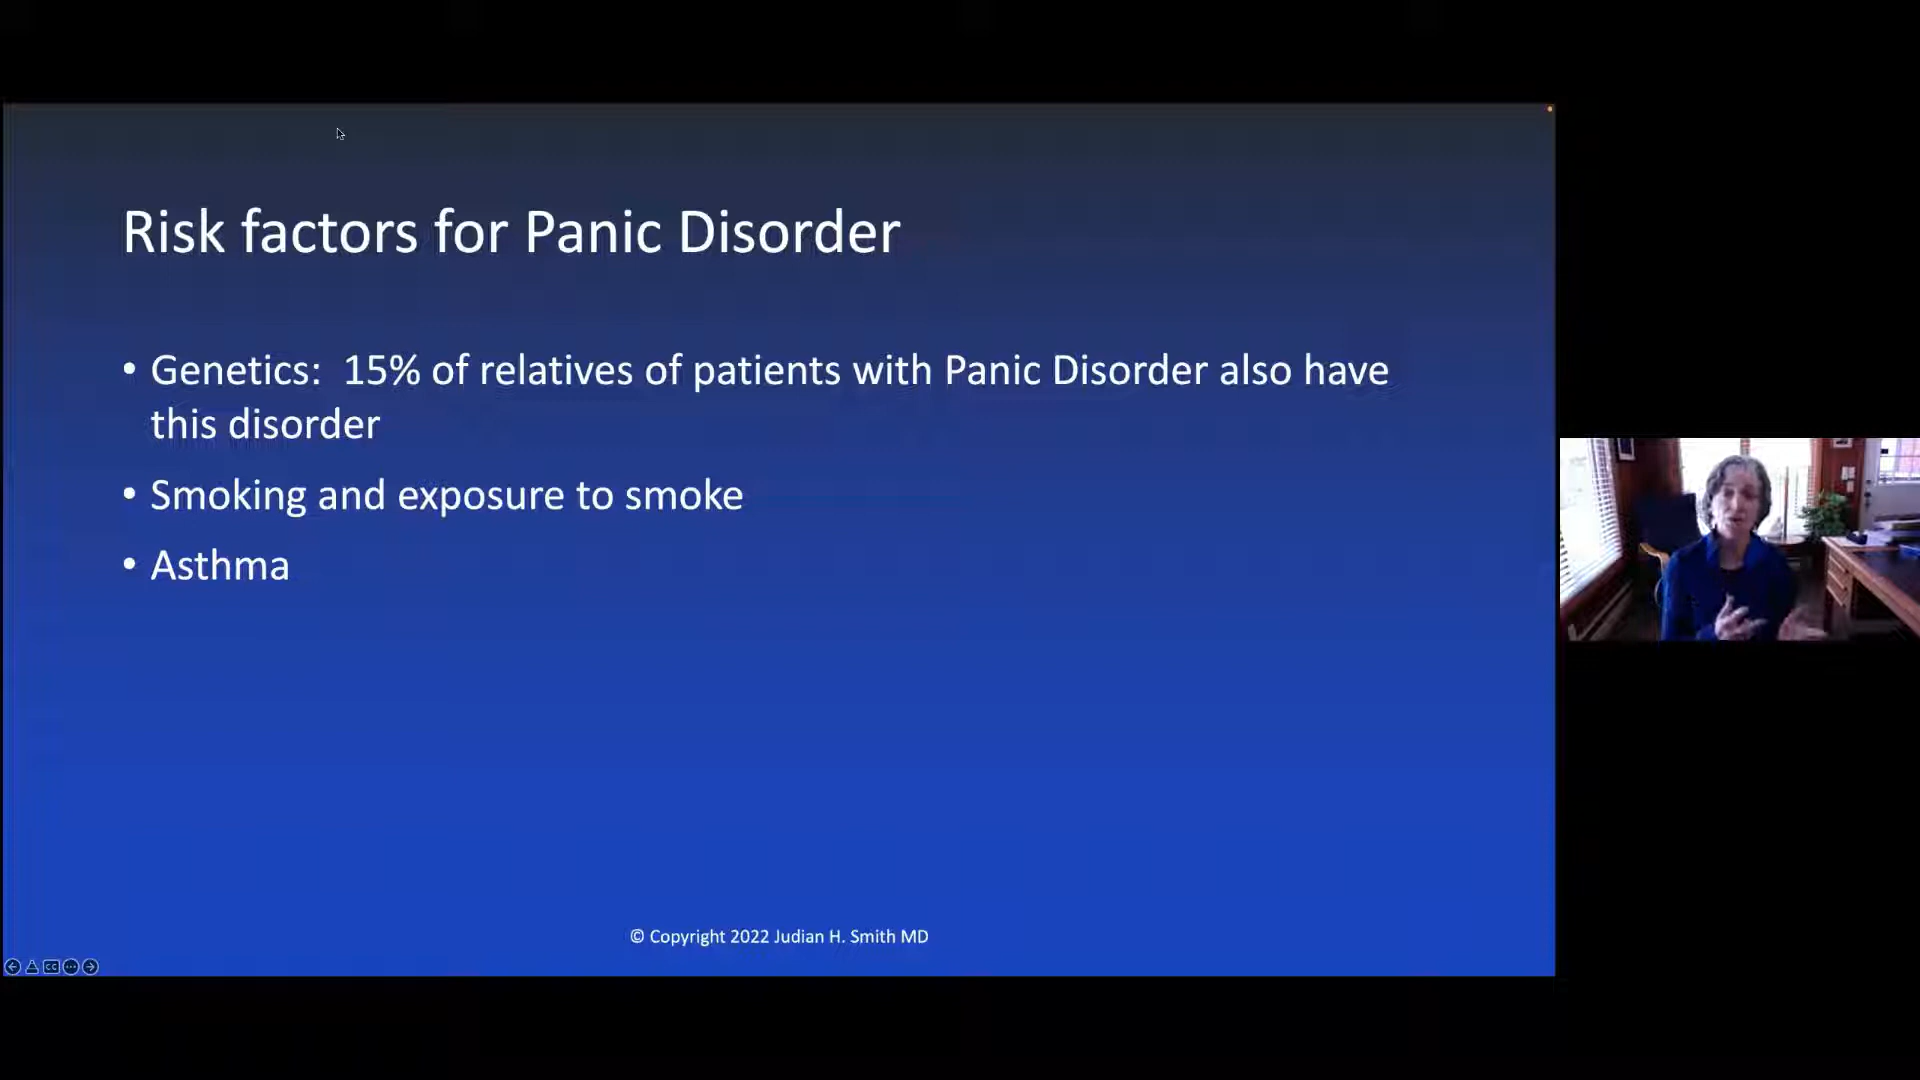 Risk factors for Panic Disorder
• Genetics:  15% of relatives of patients with Panic Disorder also have
this disorder
• Smoking and exposure to smoke
• Asthma
© Copyright 2022 Judian H. Smith MD
CC